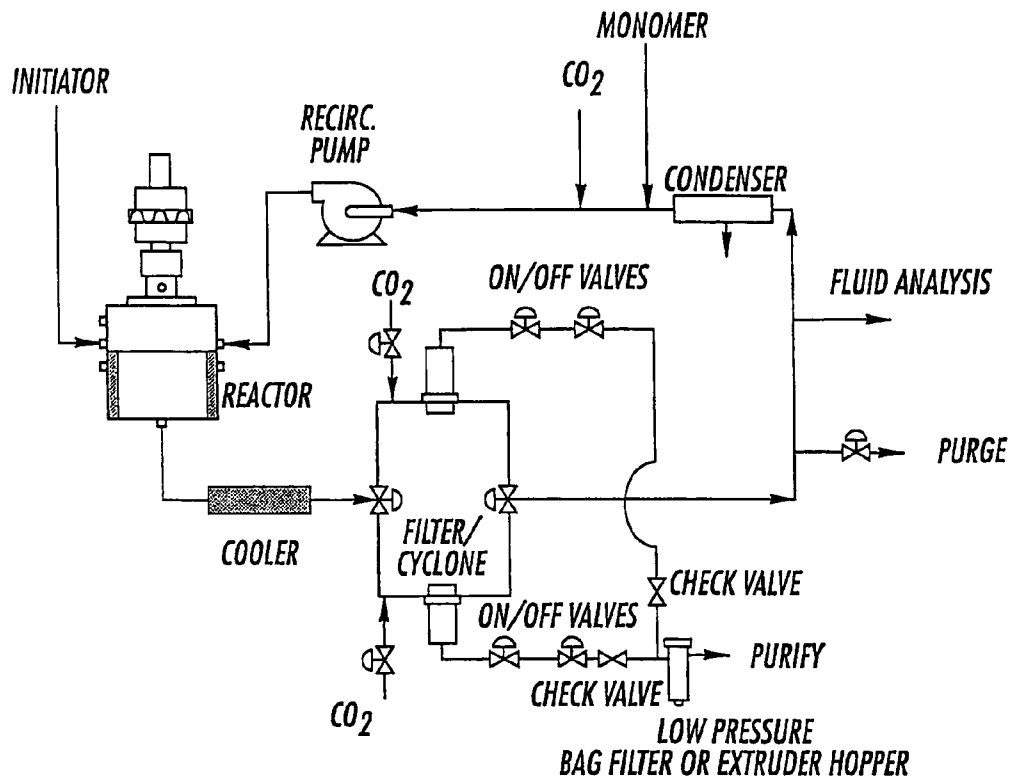 MONOMER
CO2
INITIATOR
RECIRC.
PUMP
CONDENSER
CO2
ON/OFF VALVES
FLUID ANALYSIS
REACTOR
PURGE
FILTER/
CYCLONE
COOLER
CHECK VALVE
ON/OFF VALVES
PURIFY
CHECK VALVE
CO2
LOW PRESSURE
BAG FILTER OR EXTRUDER HOPPER